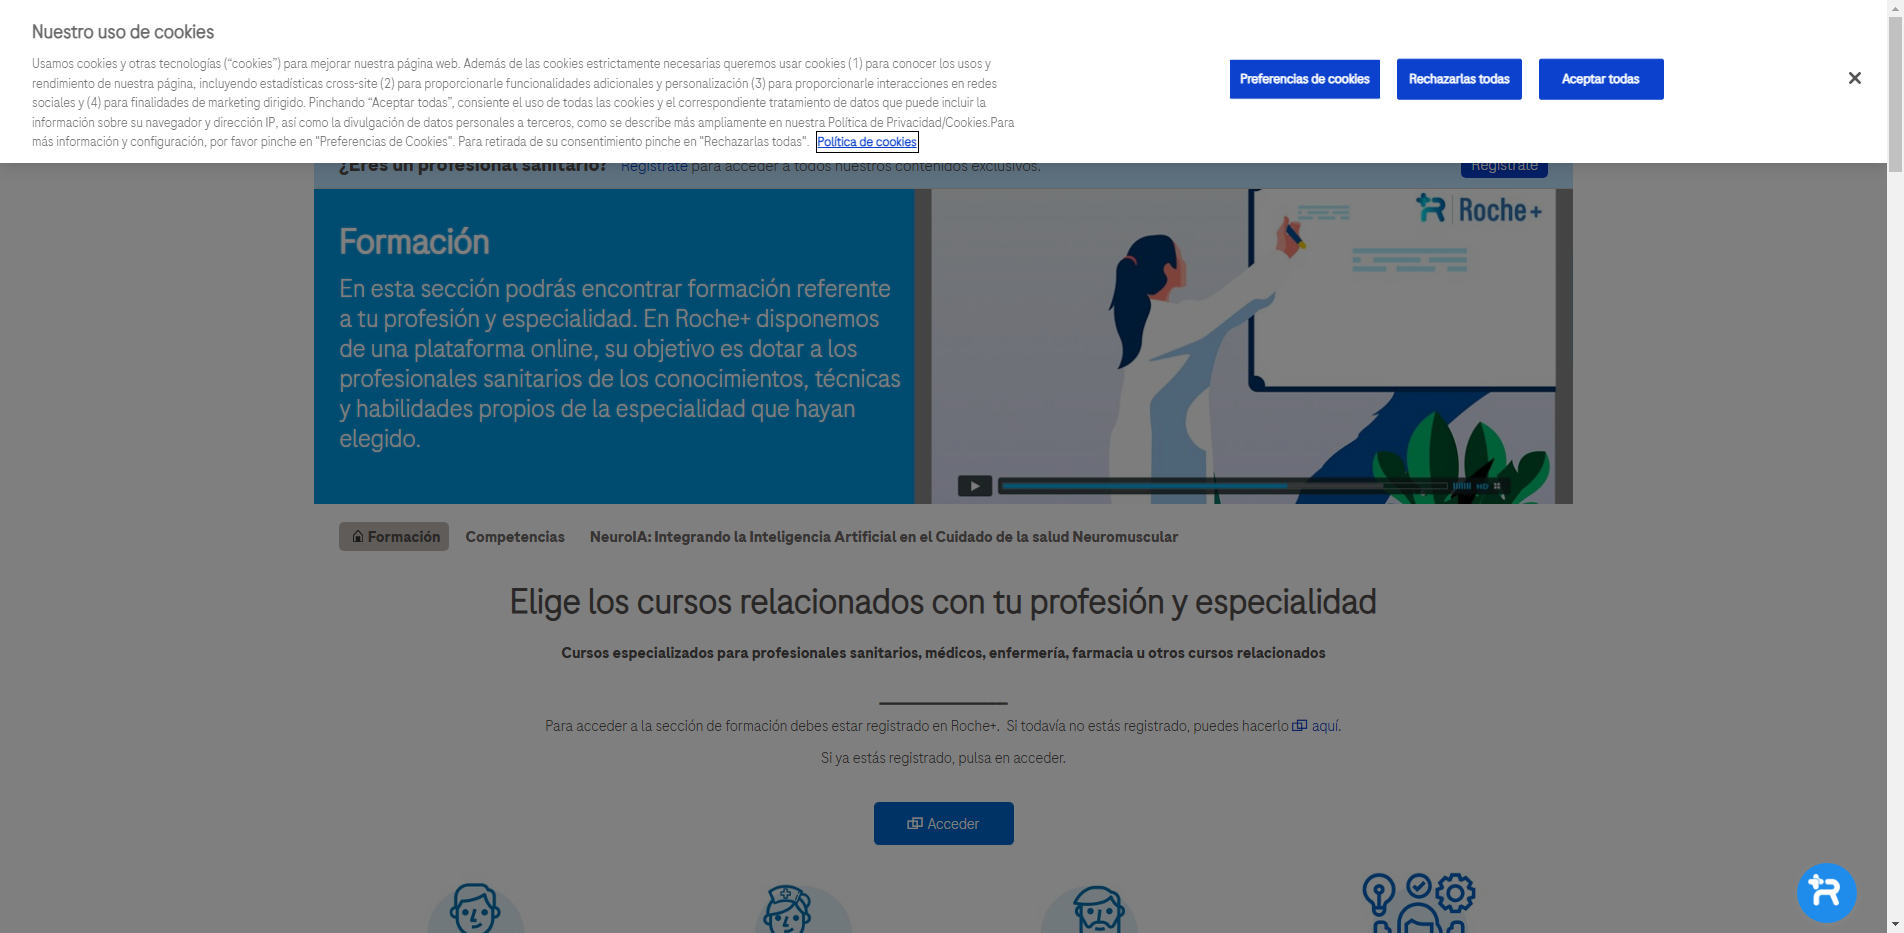 Nuestro uso de cookies
Usamos cookies y otras tecnologías (“cookies”) para mejorar nuestra página web. Además de las cookies estrictamente necesarias queremos usar cookies (1) para conocer los usos y
rendimiento de nuestra página, incluyendo estadísticas cross-site (2) para proporcionarle funcionalidades adicionales y personalización (3) para proporcionarle interacciones en redes
sociales y (4) para finalidades de marketing dirigido. Pinchando “Aceptar todas”, consiente el uso de todas las cookies y el correspondiente tratamiento de datos que puede incluir la
información sobre su navegador y dirección IP, así como la divulgación de datos personales a terceros, como se describe más ampliamente en nuestra Política de Privacidad/Cookies.Para
más información y configuración, por favor pinche en "Preferencias de Cookies". Para retirada de su consentimiento pinche en "Rechazarlas todas". Política de cookies
Preferencias de cookies
Rechazarlas todas
Aceptar todas
¿Eres un profesional sanitario? Regístrate para acceder a todos nuestros contenidos exclusivos.
Regístrate
Formación
En esta sección podrás encontrar formación referente
a tu profesión y especialidad. En Roche+ disponemos
de una plataforma online, su objetivo es dotar a los
profesionales sanitarios de los conocimientos, técnicas
y habilidades propios de la especialidad que hayan
elegido.
R Roche+
HD
Formación
Competencias
NeuroIA: Integrando la Inteligencia Artificial en el Cuidado de la salud Neuromuscular
Elige los cursos relacionados con tu profesión y especialidad
Cursos especializados para profesionales sanitarios, médicos, enfermería, farmacia u otros cursos relacionados
Para acceder a la sección de formación debes estar registrado en Roche+. Si todavía no estás registrado, puedes hacerlo aquí.
Si ya estás registrado, pulsa en acceder.
Acceder
R